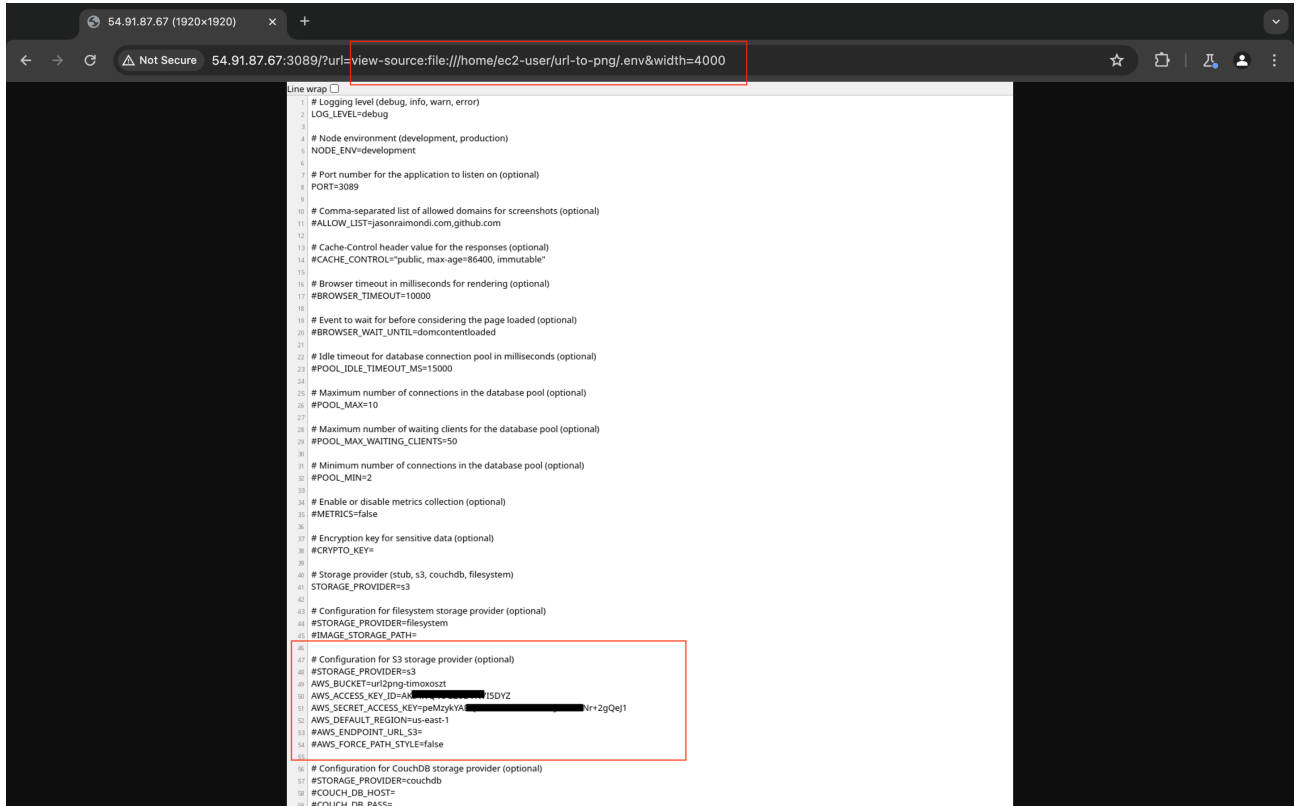 54.91.87.67 (1920×1920)
Not Secure 54.91.87.67:3089/?url=view-source:file:///home/ec2-user/url-to-png/.env&width=4000
Line wrap
1 # Logging level (debug, info, warn, error)
2 LOG_LEVEL=debug
3
4 # Node environment (development, production)
5 NODE_ENV=development
6
7 # Port number for the application to listen on (optional)
8 PORT=3089
9
10 # Comma-separated list of allowed domains for screenshots (optional)
11 #ALLOW_LIST=jasonraimondi.com,github.com
12
13 # Cache-Control header value for the responses (optional)
14 #CACHE_CONTROL="public, max-age=86400, immutable"
15
16 # Browser timeout in milliseconds for rendering (optional)
17 #BROWSER_TIMEOUT=10000
18
19 # Event to wait for before considering the page loaded (optional)
20 #BROWSER_WAIT_UNTIL=domcontentloaded
21
22 # Idle timeout for database connection pool in milliseconds (optional)
23 #POOL_IDLE_TIMEOUT_MS=15000
24
25 # Maximum number of connections in the database pool (optional)
26 #POOL_MAX=10
27
28 # Maximum number of waiting clients for the database pool (optional)
29 #POOL_MAX_WAITING_CLIENTS=50
30
31 # Minimum number of connections in the database pool (optional)
32 #POOL_MIN=2
33
34 # Enable or disable metrics collection (optional)
35 #METRICS=false
36
37 # Encryption key for sensitive data (optional)
38 #CRYPTO_KEY=
39
40 # Storage provider (stub, s3, couchdb, filesystem)
41 STORAGE_PROVIDER=s3
42
43 # Configuration for filesystem storage provider (optional)
44 #STORAGE_PROVIDER=filesystem
45 #IMAGE_STORAGE_PATH=
46
47 # Configuration for S3 storage provider (optional)
48 #STORAGE_PROVIDER=s3
49 AWS_BUCKET=url2png-timoxoszt
50 AWS_ACCESS_KEY_ID=AK I5DYZ
51 AWS_SECRET_ACCESS_KEY=peMzykYA Nr+2gQeJ1
52 AWS_DEFAULT_REGION=us-east-1
53 #AWS_ENDPOINT_URL_S3=
54 #AWS_FORCE_PATH_STYLE=false
55
56 # Configuration for CouchDB storage provider (optional)
57 #STORAGE_PROVIDER=couchdb
58 #COUCH_DB_HOST=
59 #COUCH_DB_PASS=